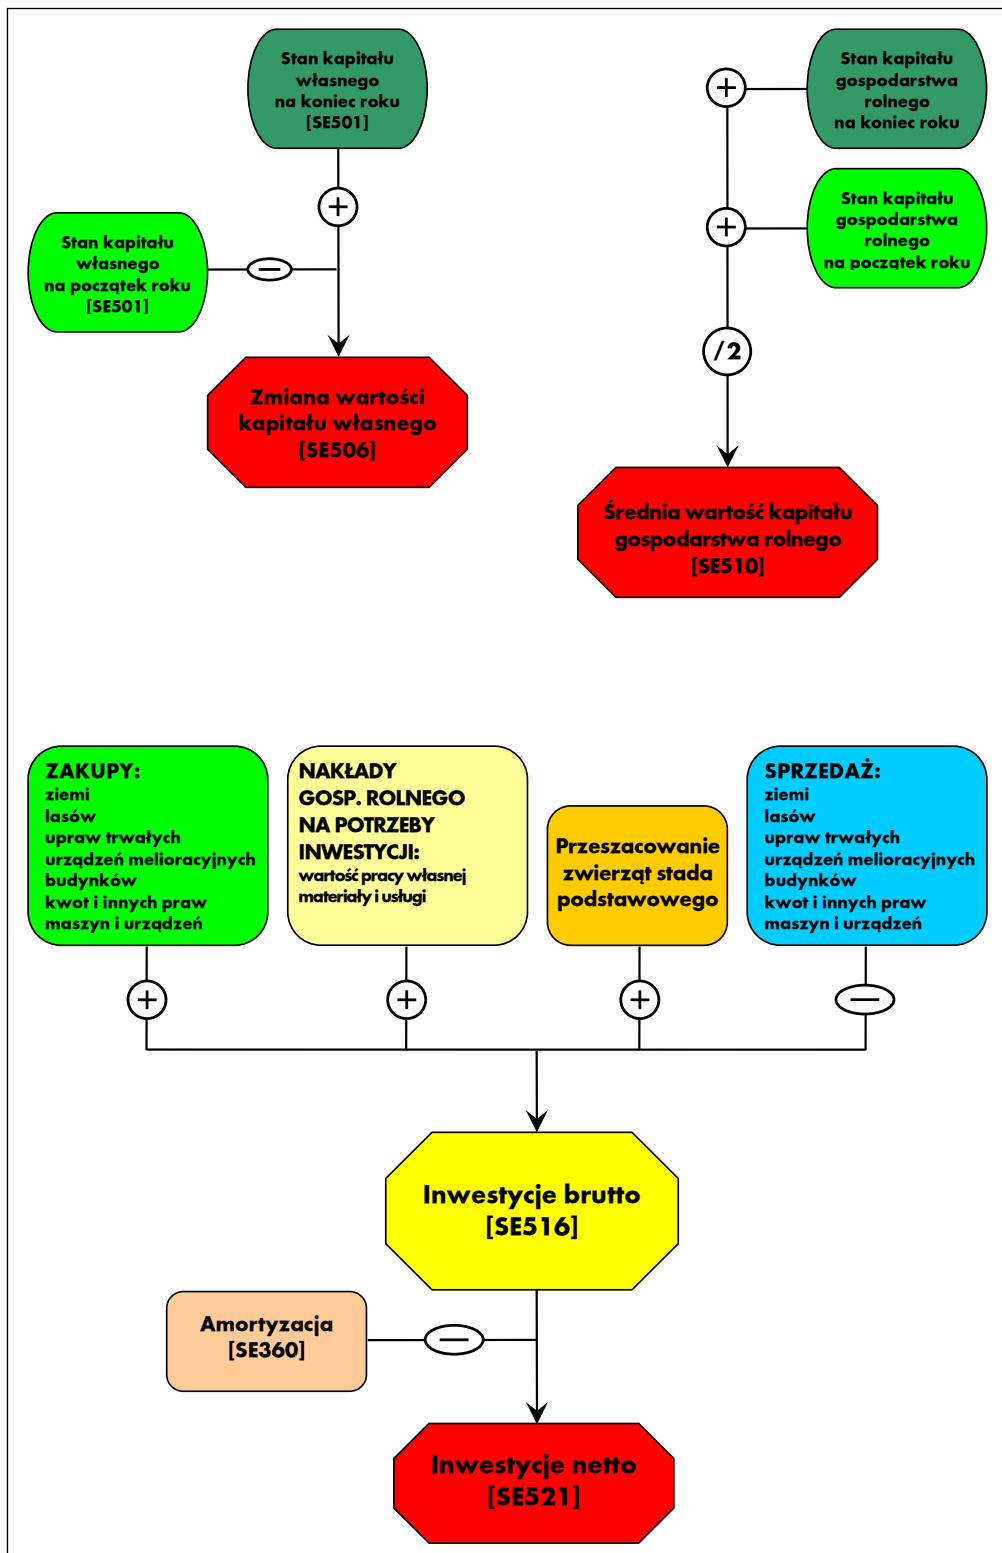 Stan kapitału
własnego
na koniec roku
[SE501]
+
Stan kapitału
własnego
na początek roku
[SE501]
−
Zmiana wartości
kapitału własnego
[SE506]
Stan kapitału
gospodarstwa
rolnego
na koniec roku
+
Stan kapitału
gospodarstwa
rolnego
na początek roku
+
/2
Średnia wartość kapitału
gospodarstwa rolnego
[SE510]
ZAKUPY:
ziemi
lasów
upraw trwałych
urządzeń melioracyjnych
budynków
kwot i innych praw
maszyn i urządzeń
NAKŁADY
GOSP. ROLNEGO
NA POTRZEBY
INWESTYCJI:
wartość pracy własnej
materiały i usługi
Przeszacowanie
zwierząt stada
podstawowego
SPRZEDAŻ:
ziemi
lasów
upraw trwałych
urządzeń melioracyjnych
budynków
kwot i innych praw
maszyn i urządzeń
+
+
+
−
Inwestycje brutto
[SE516]
Amortyzacja
[SE360]
−
Inwestycje netto
[SE521]